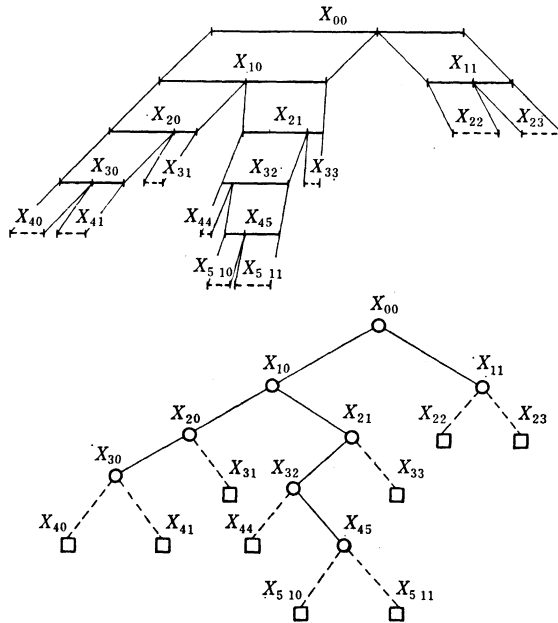 X₀₀
X₁₀ X₁₁
X₂₀ X₂₁ X₂₂ X₂₃
X₃₀ X₃₁ X₃₂ X₃₃
X₄₀ X₄₁ X₄₄ X₄₅
X₅ ₁₀ X₅ ₁₁
X₀₀
X₁₀ X₁₁
X₂₀ X₂₁ X₂₂ X₂₃
X₃₀ X₃₁ X₃₂ X₃₃
X₄₀ X₄₁ X₄₄ X₄₅
X₅ ₁₀ X₅ ₁₁